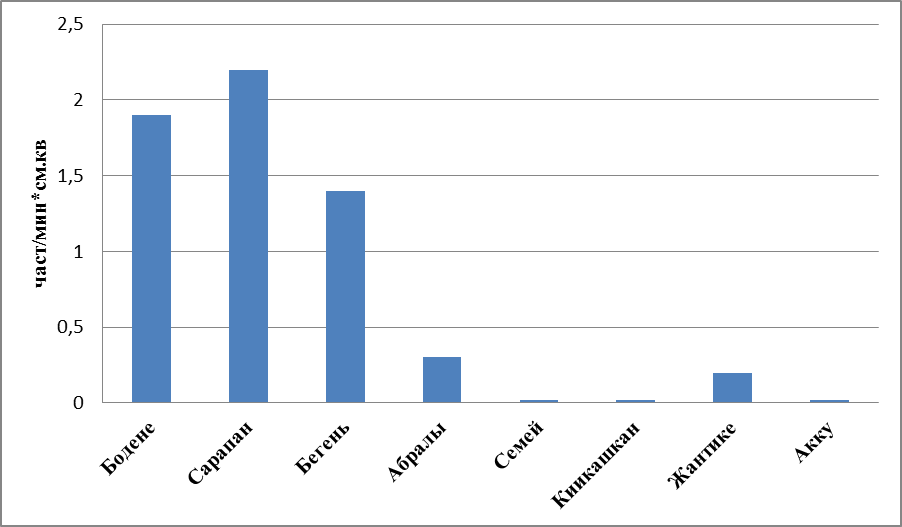 2,5
2
1,5
1
0,5
0
част/мин*см.кв
Бодене
Сарапан
Бегень
Абралы
Семей
Киикашкан
Жантике
Акку